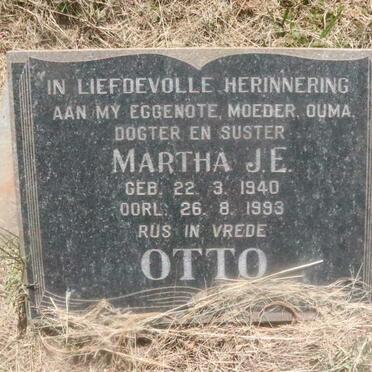 IN LIEFDEVOLLE HERINNERING
AAN MY EGGENOTE, MOEDER, OUMA,
DOGTER EN SUSTER
MARTHA J.E.
GEB. 22. 3. 1940
OORL. 26. 8. 1993
RUS IN VREDE
OTTO